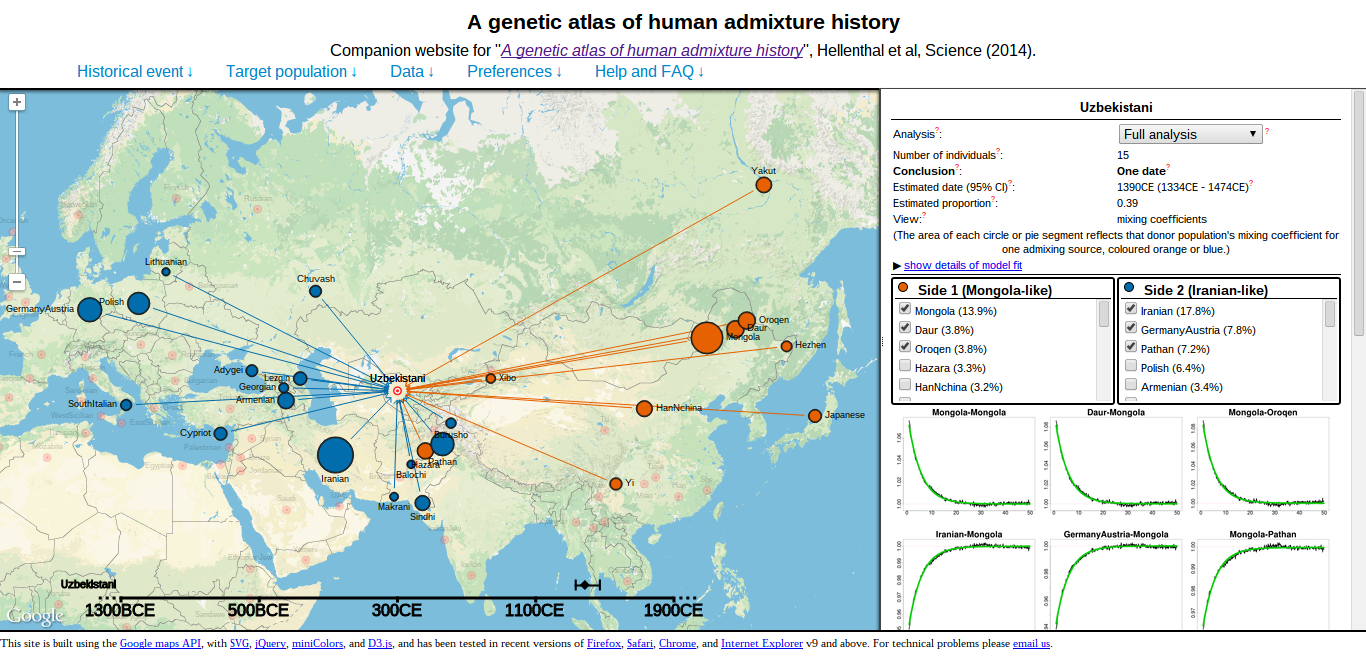 A genetic atlas of human admixture history
Companion website for "A genetic atlas of human admixture history", Hellenthal et al, Science (2014).
Historical event ↓ Target population ↓ Data ↓ Preferences ↓ Help and FAQ ↓
Yakut
Lithuanian
Chuvash
GermanyAustria
Polish
Oroqen
Daur
Mongola
Hezhen
Adygei
Lezgin
Uzbekistani
Xibo
Georgian
Armenian
SouthItalian
HanNchina
Japanese
Cypriot
Burusho
Hazara
Pathan
Iranian
Balochi
Yi
Makrani
Sindhi
Uzbekistani
1300BCE 500BCE 300CE 1100CE 1900CE
Google
Uzbekistani
Analysis?: Full analysis ▼ ?
Number of individuals?: 15
Conclusion?: One date?
Estimated date (95% CI)?: 1390CE (1334CE - 1474CE)?
Estimated proportion?: 0.39
View:? mixing coefficients
(The area of each circle or pie segment reflects that donor population's mixing coefficient for
one admixing source, coloured orange or blue.)
▶ show details of model fit
Side 1 (Mongola-like)
Mongola (13.9%)
Daur (3.8%)
Oroqen (3.8%)
Hazara (3.3%)
HanNchina (3.2%)
Side 2 (Iranian-like)
Iranian (17.8%)
GermanyAustria (7.8%)
Pathan (7.2%)
Polish (6.4%)
Armenian (3.4%)
Mongola-Mongola
Daur-Mongola
Mongola-Oroqen
Iranian-Mongola
GermanyAustria-Mongola
Mongola-Pathan
This site is built using the Google maps API, with SVG, jQuery, miniColors, and D3.js, and has been tested in recent versions of Firefox, Safari, Chrome, and Internet Explorer v9 and above. For technical problems please email us.